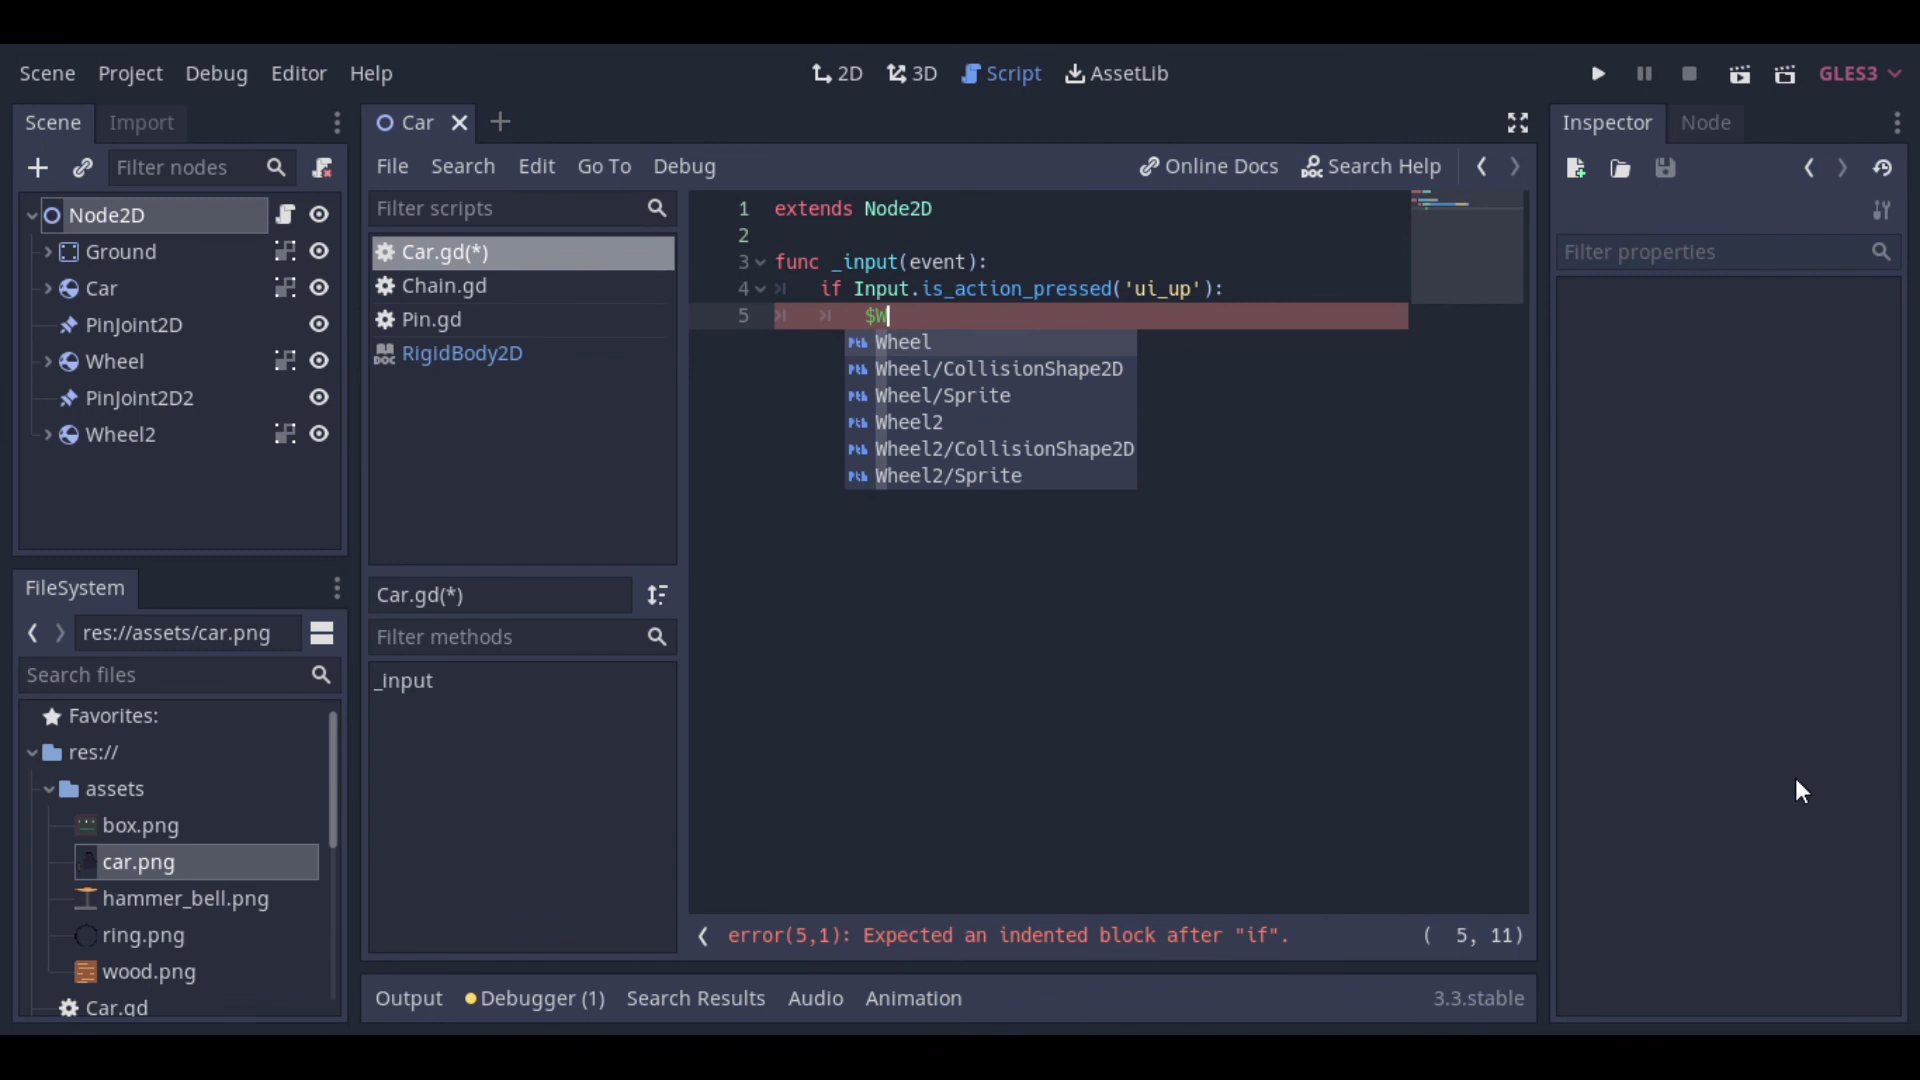 Scene Project Debug Editor Help 2D 3D Script AssetLib GLES3
Scene Import
Filter nodes
Node2D
Ground
Car
PinJoint2D
Wheel
PinJoint2D2
Wheel2
FileSystem
res://assets/car.png
Search files
Favorites:
res://
assets
box.png
car.png
hammer_bell.png
ring.png
wood.png
Car.gd
Car
File Search Edit Go To Debug Online Docs Search Help
Filter scripts
Car.gd(*)
Chain.gd
Pin.gd
RigidBody2D
Car.gd(*)
Filter methods
_input
1 extends Node2D
2
3 func _input(event):
4 if Input.is_action_pressed('ui_up'):
5 $W
Wheel
Wheel/CollisionShape2D
Wheel/Sprite
Wheel2
Wheel2/CollisionShape2D
Wheel2/Sprite
error(5,1): Expected an indented block after "if". ( 5, 11)
Output Debugger (1) Search Results Audio Animation 3.3.stable
Inspector Node
Filter properties